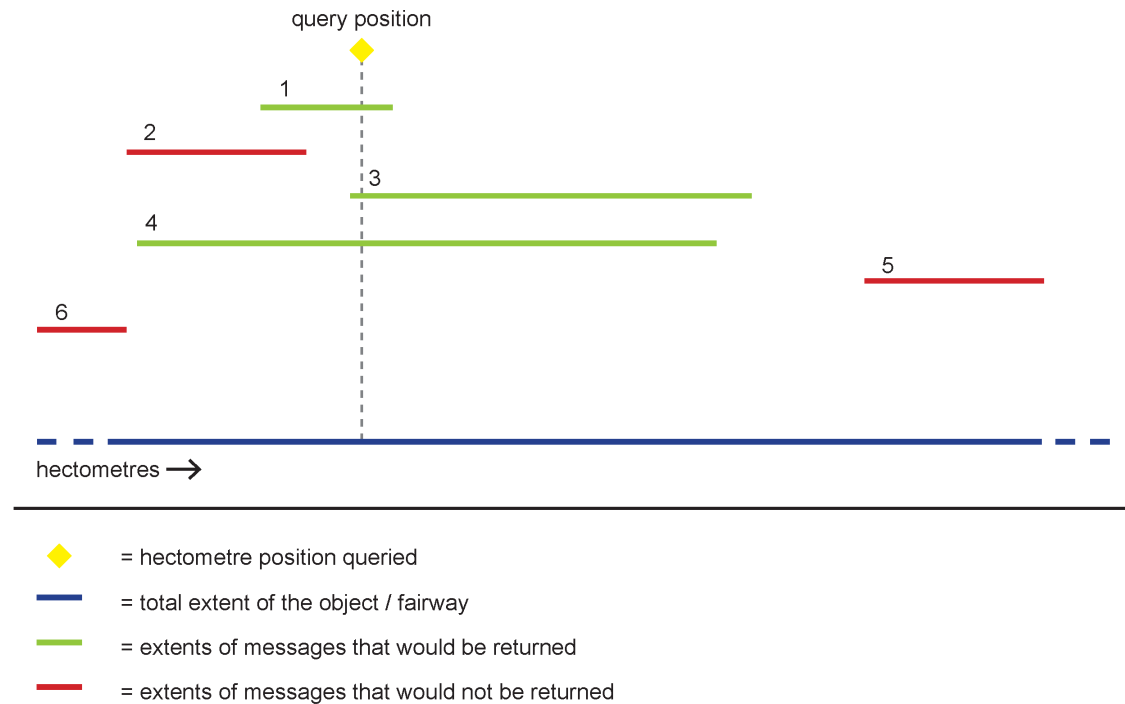 query position
1
2
3
4
5
6
hectometres
= hectometre position queried
= total extent of the object / fairway
= extents of messages that would be returned
= extents of messages that would not be returned